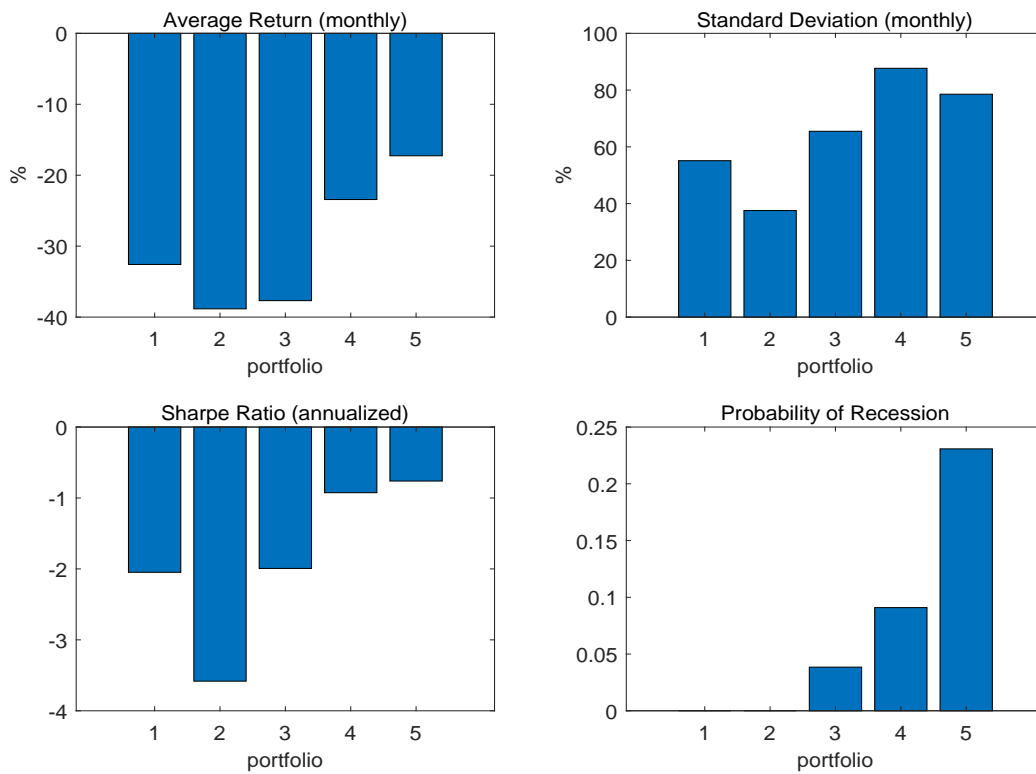 Average Return (monthly)
0
-10
-20
-30
-40
%
1 2 3 4 5
portfolio
Standard Deviation (monthly)
100
80
60
40
20
0
%
1 2 3 4 5
portfolio
Sharpe Ratio (annualized)
0
-1
-2
-3
-4
1 2 3 4 5
portfolio
Probability of Recession
0.25
0.2
0.15
0.1
0.05
0
1 2 3 4 5
portfolio